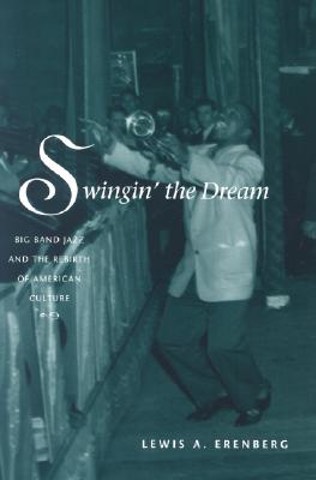 Swingin' the Dream
BIG BAND JAZZ
AND THE REBIRTH
OF AMERICAN
CULTURE
LEWIS A. ERENBERG